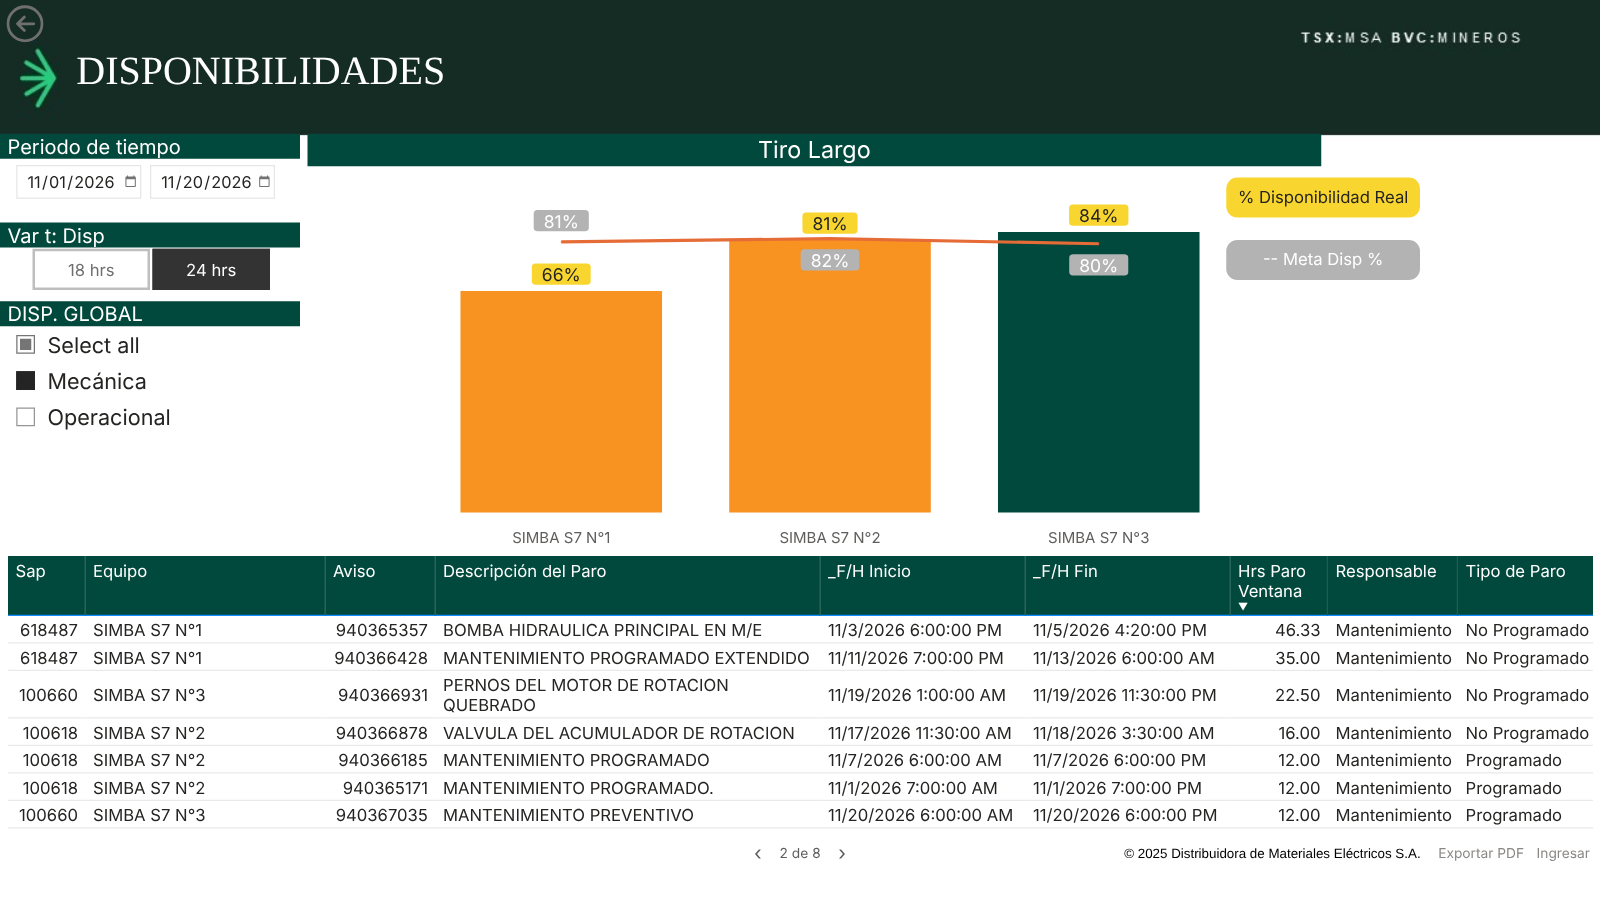 TSX:MSA BVC:MINEROS
DISPONIBILIDADES
Periodo de tiempo
11/01/2026 11/20/2026
Var t: Disp
18 hrs 24 hrs
DISP. GLOBAL
Select all
Mecánica
Operacional
Tiro Largo
% Disponibilidad Real
-- Meta Disp %
81% 81% 84%
66% 82% 80%
SIMBA S7 N°1 SIMBA S7 N°2 SIMBA S7 N°3
Sap Equipo Aviso Descripción del Paro _F/H Inicio _F/H Fin Hrs Paro Ventana Responsable Tipo de Paro
618487 SIMBA S7 N°1 940365357 BOMBA HIDRAULICA PRINCIPAL EN M/E 11/3/2026 6:00:00 PM 11/5/2026 4:20:00 PM 46.33 Mantenimiento No Programado
618487 SIMBA S7 N°1 940366428 MANTENIMIENTO PROGRAMADO EXTENDIDO 11/11/2026 7:00:00 PM 11/13/2026 6:00:00 AM 35.00 Mantenimiento No Programado
100660 SIMBA S7 N°3 940366931 PERNOS DEL MOTOR DE ROTACION QUEBRADO 11/19/2026 1:00:00 AM 11/19/2026 11:30:00 PM 22.50 Mantenimiento No Programado
100618 SIMBA S7 N°2 940366878 VALVULA DEL ACUMULADOR DE ROTACION 11/17/2026 11:30:00 AM 11/18/2026 3:30:00 AM 16.00 Mantenimiento No Programado
100618 SIMBA S7 N°2 940366185 MANTENIMIENTO PROGRAMADO 11/7/2026 6:00:00 AM 11/7/2026 6:00:00 PM 12.00 Mantenimiento Programado
100618 SIMBA S7 N°2 940365171 MANTENIMIENTO PROGRAMADO. 11/1/2026 7:00:00 AM 11/1/2026 7:00:00 PM 12.00 Mantenimiento Programado
100660 SIMBA S7 N°3 940367035 MANTENIMIENTO PREVENTIVO 11/20/2026 6:00:00 AM 11/20/2026 6:00:00 PM 12.00 Mantenimiento Programado
2 de 8
© 2025 Distribuidora de Materiales Eléctricos S.A. Exportar PDF Ingresar